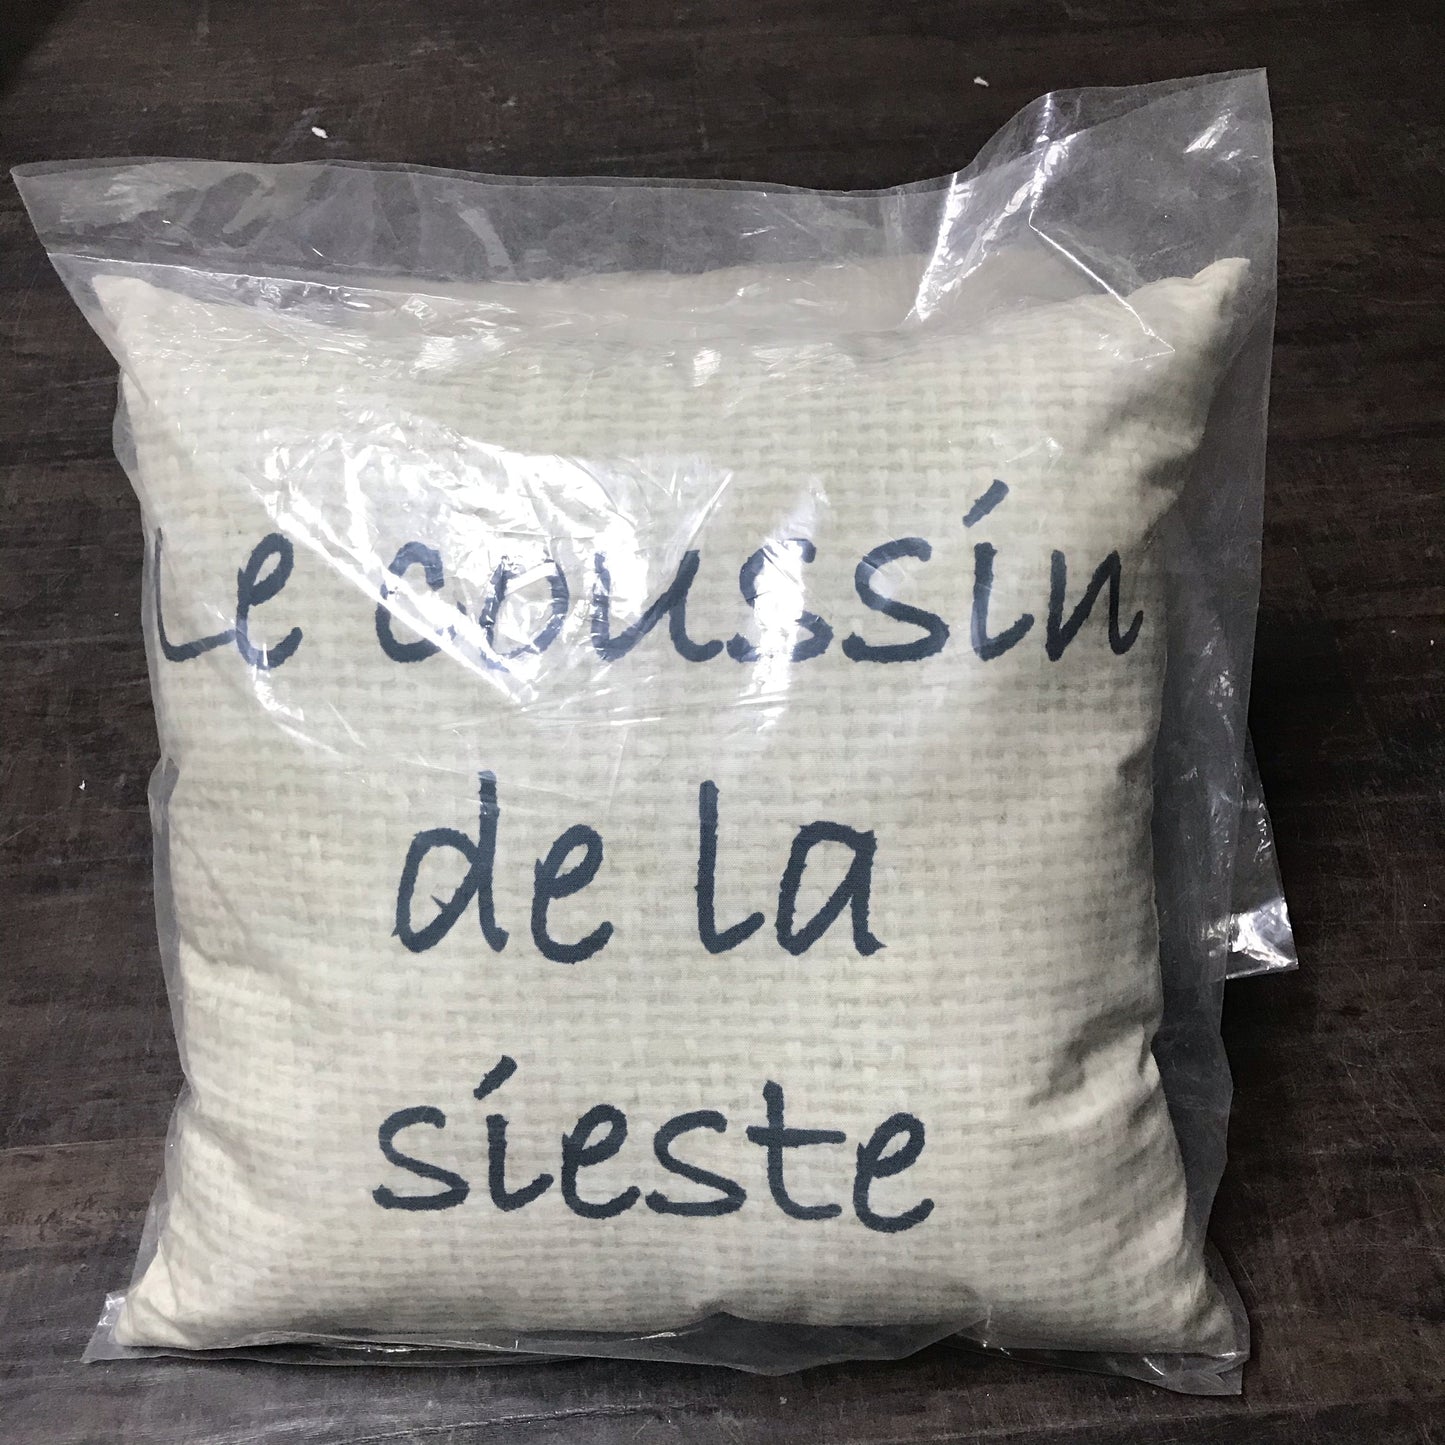 Le coussin
de la
sieste